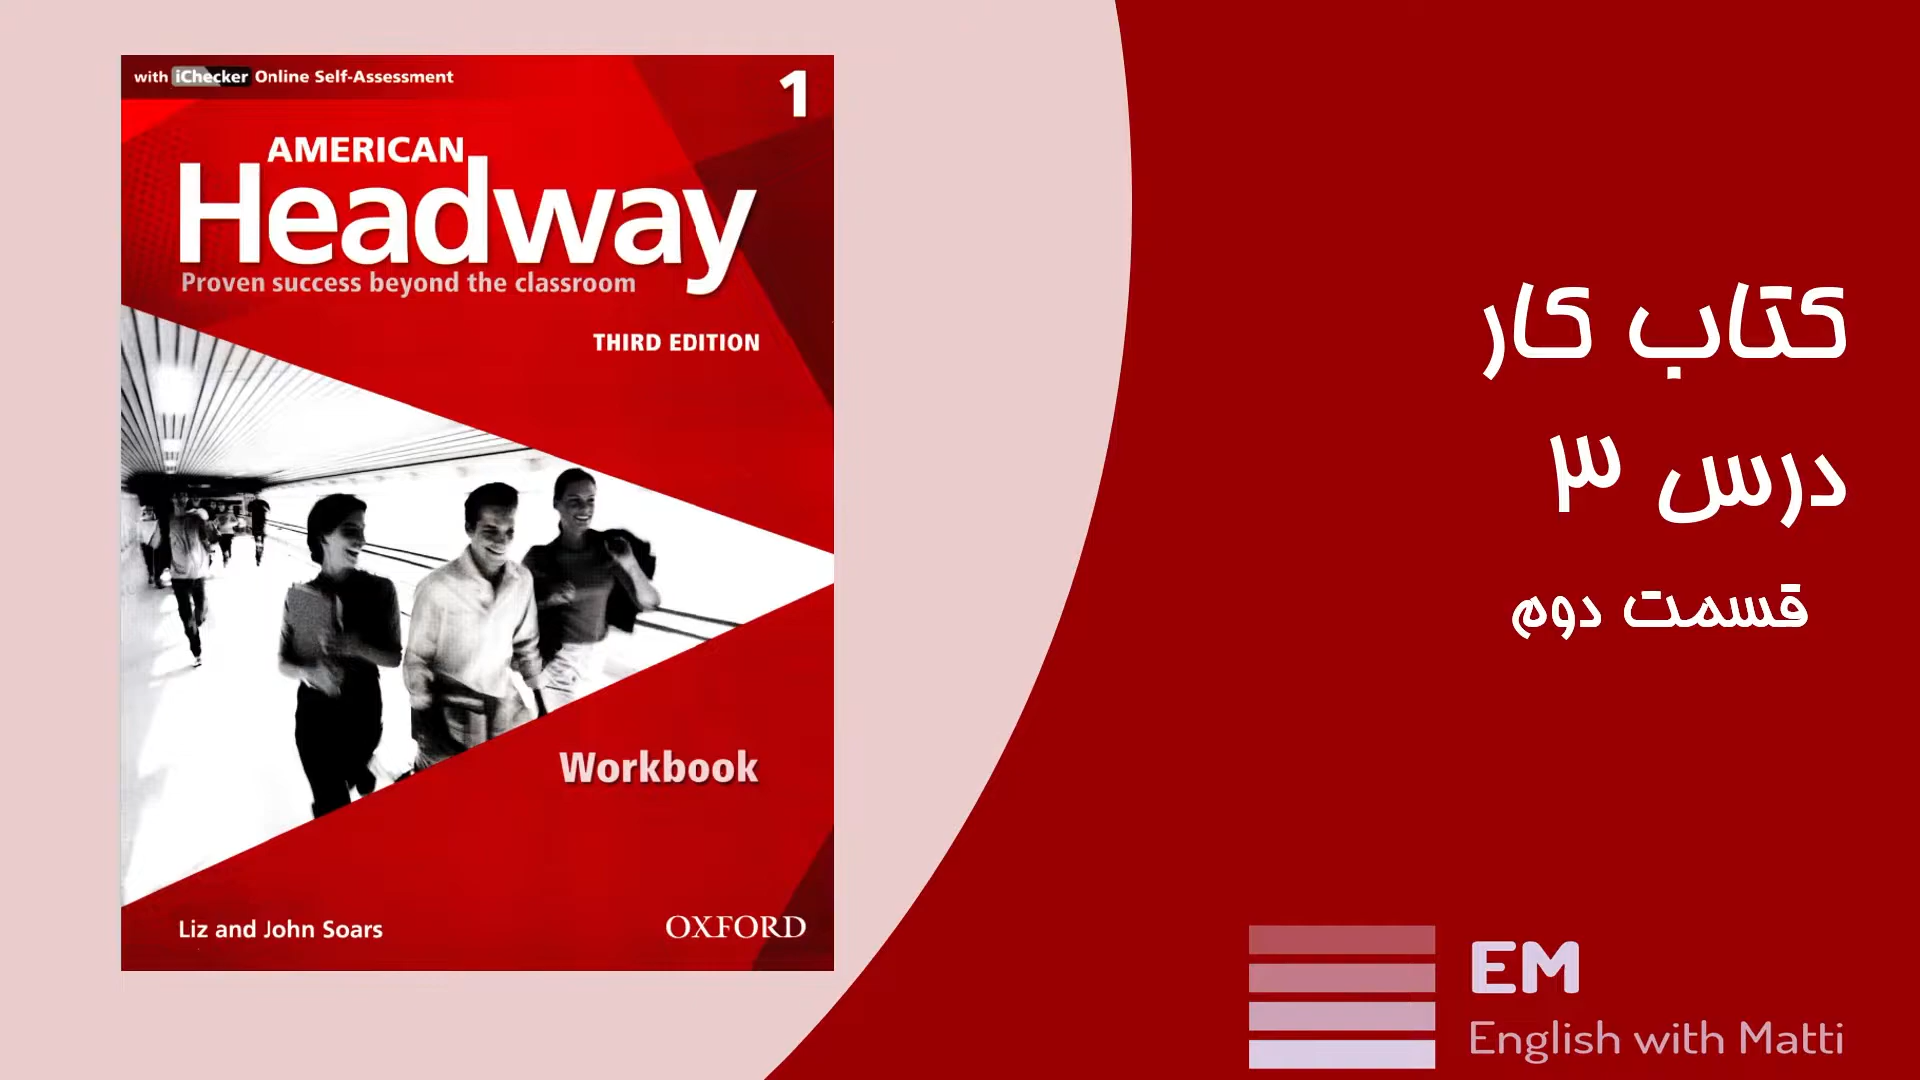 with iChecker Online Self-Assessment
1
AMERICAN
Headway
Proven success beyond the classroom
THIRD EDITION
Workbook
Liz and John Soars
OXFORD
کتاب کار
درس ۳
قسمت دوم
EM
English with Matti